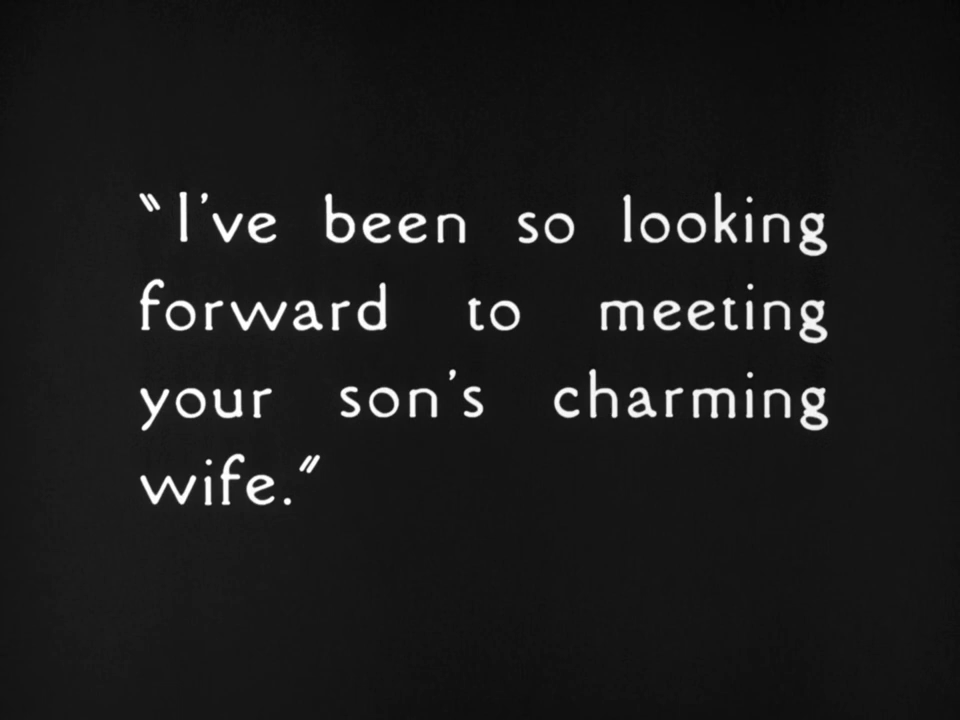 “I’ve been so looking
forward to meeting
your son’s charming
wife.”